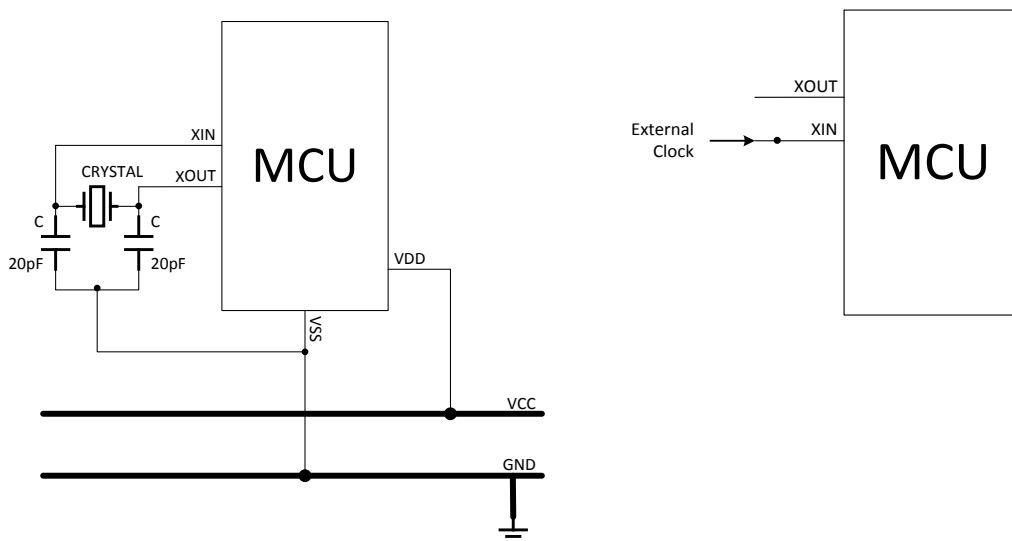 XIN
MCU
CRYSTAL
XOUT
C
C
20pF
20pF
VDD
VSS
VCC
GND
XOUT
External
Clock
XIN
MCU